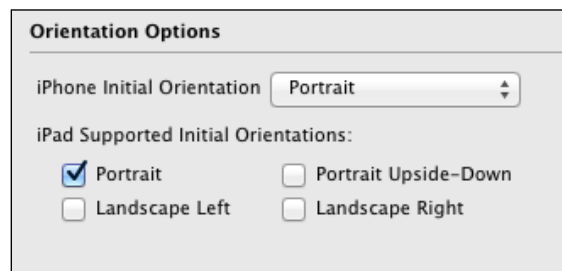 Orientation Options
iPhone Initial Orientation Portrait
iPad Supported Initial Orientations:
Portrait Portrait Upside-Down
Landscape Left Landscape Right